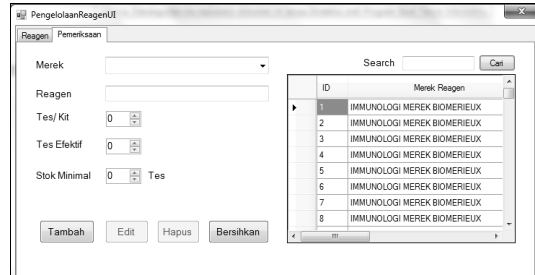 PengelolaanReagenUI
Reagen Pemeriksaan
Merek
Reagen
Tes/ Kit 0
Tes Efektif 0
Stok Minimal 0 Tes
Tambah Edit Hapus Bersihkan
Search Cari
ID Merek Reagen
1 IMMUNOLOGI MEREK BIOMERIEUX
2 IMMUNOLOGI MEREK BIOMERIEUX
3 IMMUNOLOGI MEREK BIOMERIEUX
4 IMMUNOLOGI MEREK BIOMERIEUX
5 IMMUNOLOGI MEREK BIOMERIEUX
6 IMMUNOLOGI MEREK BIOMERIEUX
7 IMMUNOLOGI MEREK BIOMERIEUX
8 IMMUNOLOGI MEREK BIOMERIEUX